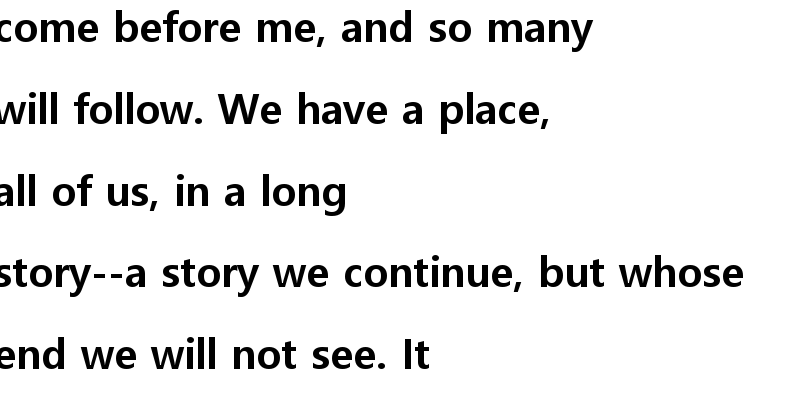 come before me, and so many
will follow. We have a place,
all of us, in a long
story--a story we continue, but whose
end we will not see. It